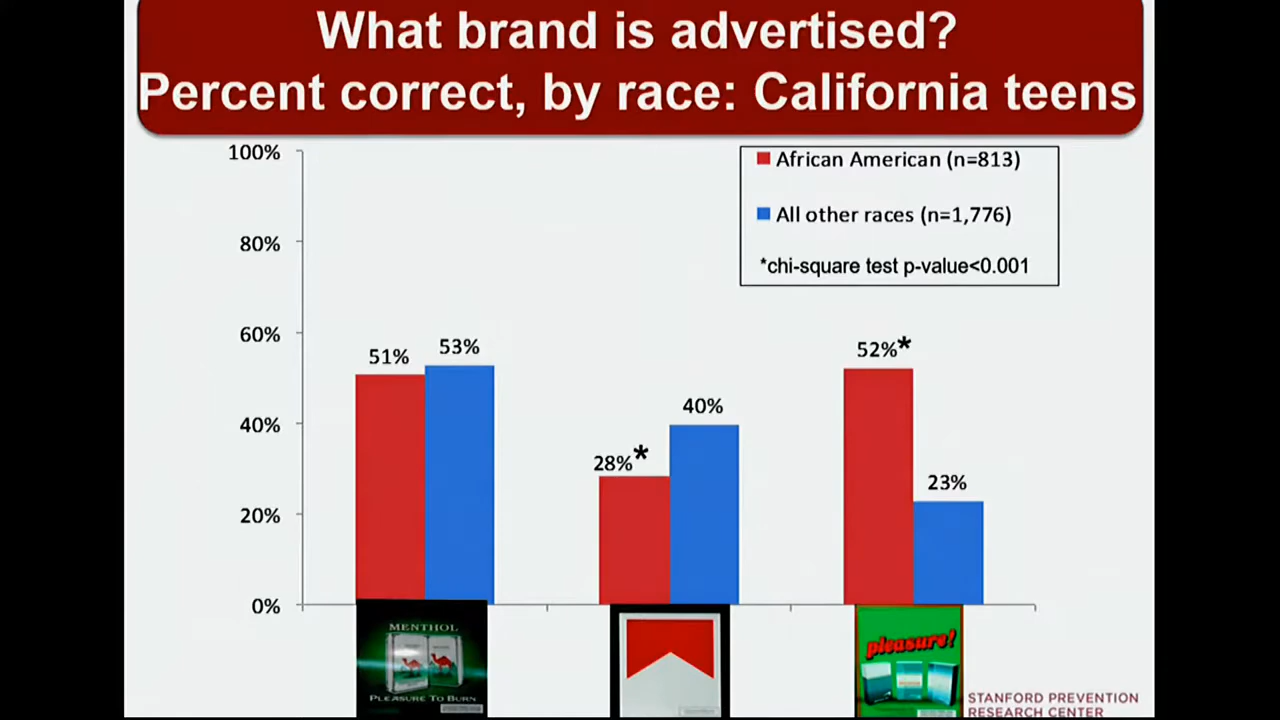 What brand is advertised?
Percent correct, by race: California teens
100%
80%
60%
40%
20%
0%
African American (n=813)
All other races (n=1,776)
*chi-square test p-value<0.001
51%
53%
28%*
40%
52%*
23%
MENTHOL
PLEASURE TO BURN
pleasure!
STANFORD PREVENTION
RESEARCH CENTER